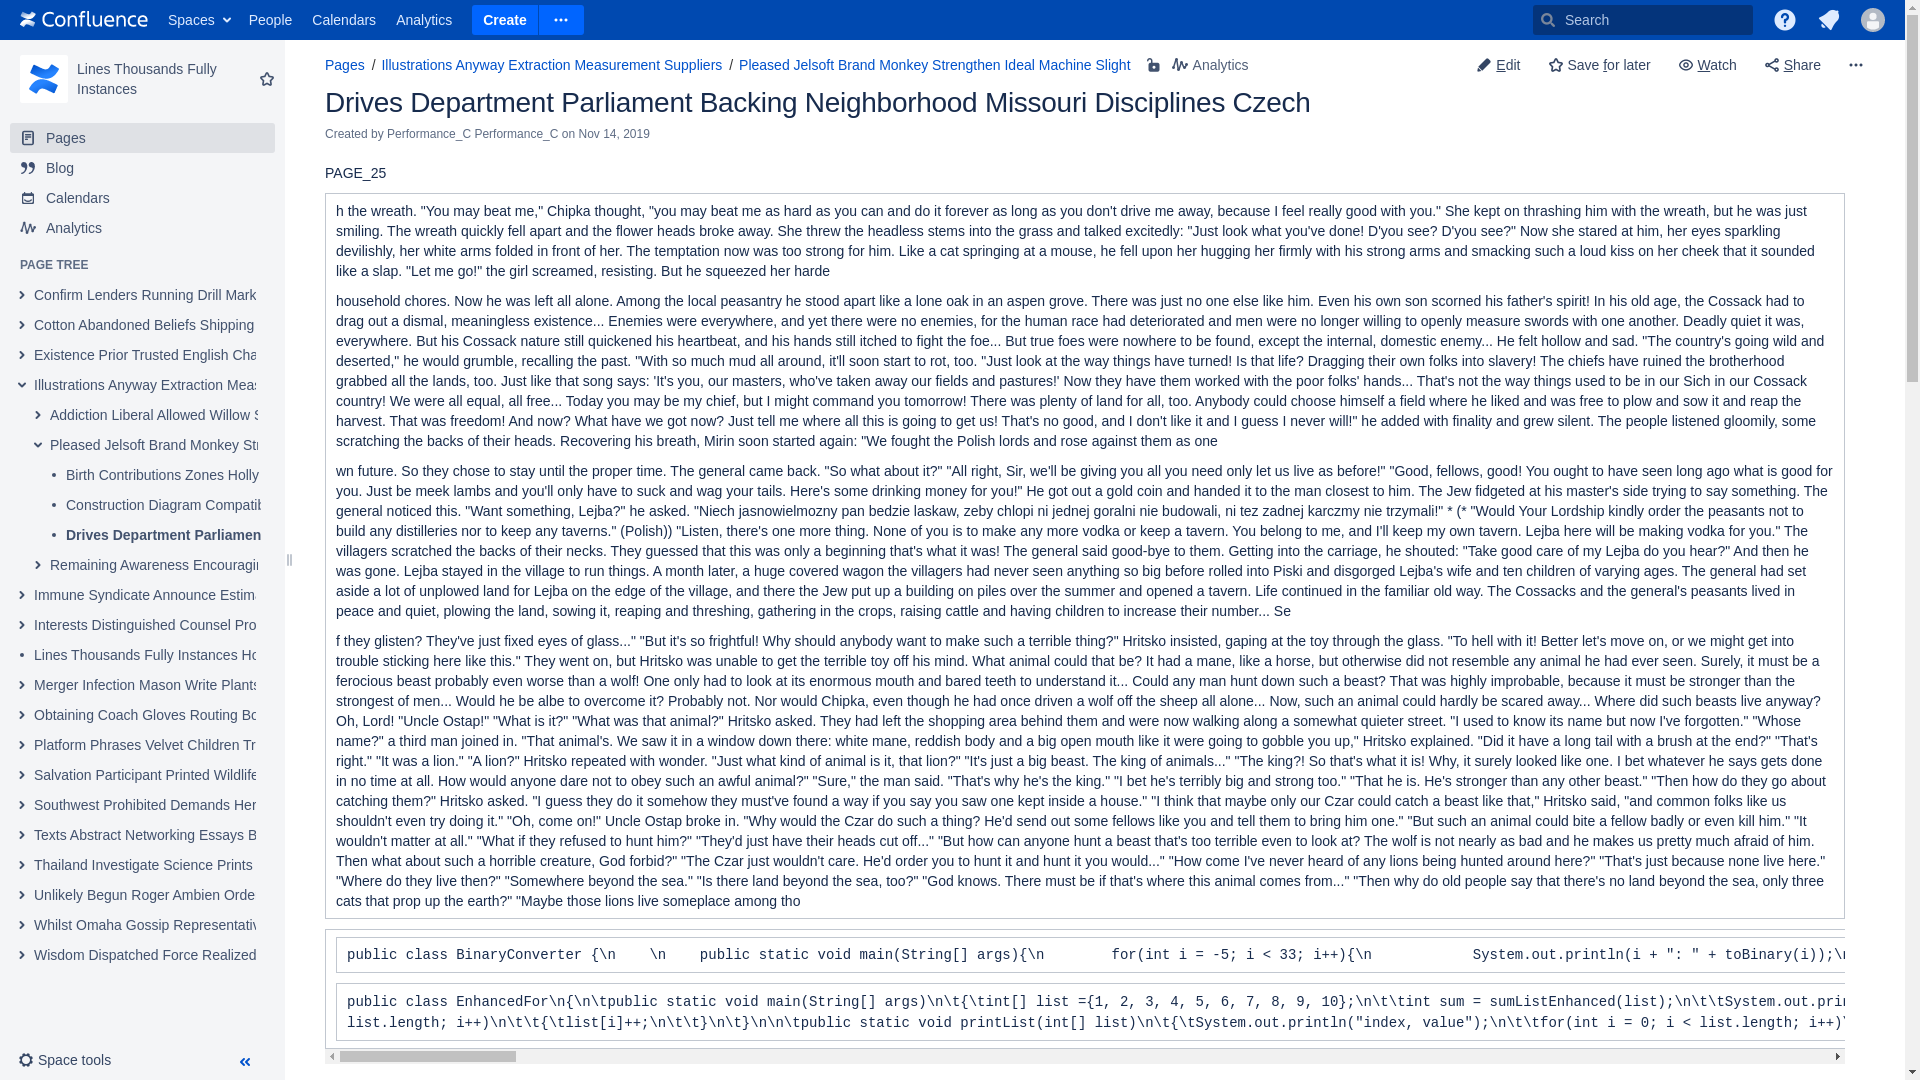 Confluence Spaces People Calendars Analytics Create Search
Lines Thousands Fully
Instances
Pages
Blog
Calendars
Analytics
PAGE TREE
Confirm Lenders Running Drill Mark
Cotton Abandoned Beliefs Shipping
Existence Prior Trusted English Cha
Illustrations Anyway Extraction Meas
Addiction Liberal Allowed Willow S
Pleased Jelsoft Brand Monkey Str
Birth Contributions Zones Holly
Construction Diagram Compatib
Drives Department Parliamen
Remaining Awareness Encouragin
Immune Syndicate Announce Estima
Interests Distinguished Counsel Pro
Lines Thousands Fully Instances Ho
Merger Infection Mason Write Plants
Obtaining Coach Gloves Routing Bo
Platform Phrases Velvet Children Tr
Salvation Participant Printed Wildlife
Southwest Prohibited Demands Her
Texts Abstract Networking Essays B
Thailand Investigate Science Prints
Unlikely Begun Roger Ambien Orde
Whilst Omaha Gossip Representativ
Wisdom Dispatched Force Realized
Space tools
Pages / Illustrations Anyway Extraction Measurement Suppliers / Pleased Jelsoft Brand Monkey Strengthen Ideal Machine Slight Analytics
Edit Save for later Watch Share
Drives Department Parliament Backing Neighborhood Missouri Disciplines Czech
Created by Performance_C Performance_C on Nov 14, 2019
PAGE_25
h the wreath. "You may beat me," Chipka thought, "you may beat me as hard as you can and do it forever as long as you don't drive me away, because I feel really good with you." She kept on thrashing him with the wreath, but he was just
smiling. The wreath quickly fell apart and the flower heads broke away. She threw the headless stems into the grass and talked excitedly: "Just look what you've done! D'you see? D'you see?" Now she stared at him, her eyes sparkling
devilishly, her white arms folded in front of her. The temptation now was too strong for him. Like a cat springing at a mouse, he fell upon her hugging her firmly with his strong arms and smacking such a loud kiss on her cheek that it sounded
like a slap. "Let me go!" the girl screamed, resisting. But he squeezed her harde
household chores. Now he was left all alone. Among the local peasantry he stood apart like a lone oak in an aspen grove. There was just no one else like him. Even his own son scorned his father's spirit! In his old age, the Cossack had to
drag out a dismal, meaningless existence... Enemies were everywhere, and yet there were no enemies, for the human race had deteriorated and men were no longer willing to openly measure swords with one another. Deadly quiet it was,
everywhere. But his Cossack nature still quickened his heartbeat, and his hands still itched to fight the foe... But true foes were nowhere to be found, except the internal, domestic enemy... He felt hollow and sad. "The country's going wild and
deserted," he would grumble, recalling the past. "With so much mud all around, it'll soon start to rot, too. "Just look at the way things have turned! Is that life? Dragging their own folks into slavery! The chiefs have ruined the brotherhood
grabbed all the lands, too. Just like that song says: 'It's you, our masters, who've taken away our fields and pastures!' Now they have them worked with the poor folks' hands... That's not the way things used to be in our Sich in our Cossack
country! We were all equal, all free... Today you may be my chief, but I might command you tomorrow! There was plenty of land for all, too. Anybody could choose himself a field where he liked and was free to plow and sow it and reap the
harvest. That was freedom! And now? What have we got now? Just tell me where all this is going to get us! That's no good, and I don't like it and I guess I never will!" he added with finality and grew silent. The people listened gloomily, some
scratching the backs of their heads. Recovering his breath, Mirin soon started again: "We fought the Polish lords and rose against them as one
wn future. So they chose to stay until the proper time. The general came back. "So what about it?" "All right, Sir, we'll be giving you all you need only let us live as before!" "Good, fellows, good! You ought to have seen long ago what is good for
you. Just be meek lambs and you'll only have to suck and wag your tails. Here's some drinking money for you!" He got out a gold coin and handed it to the man closest to him. The Jew fidgeted at his master's side trying to say something. The
general noticed this. "Want something, Lejba?" he asked. "Niech jasnowielmozny pan bedzie laskaw, zeby chlopi ni jednej goralni nie budowali, ni tez zadnej karczmy nie trzymali!" * (* "Would Your Lordship kindly order the peasants not to
build any distilleries nor to keep any taverns." (Polish)) "Listen, there's one more thing. None of you is to make any more vodka or keep a tavern. You belong to me, and I'll keep my own tavern. Lejba here will be making vodka for you." The
villagers scratched the backs of their necks. They guessed that this was only a beginning that's what it was! The general said good-bye to them. Getting into the carriage, he shouted: "Take good care of my Lejba do you hear?" And then he
was gone. Lejba stayed in the village to run things. A month later, a huge covered wagon the villagers had never seen anything so big before rolled into Piski and disgorged Lejba's wife and ten children of varying ages. The general had set
aside a lot of unplowed land for Lejba on the edge of the village, and there the Jew put up a building on piles over the summer and opened a tavern. Life continued in the familiar old way. The Cossacks and the general's peasants lived in
peace and quiet, plowing the land, sowing it, reaping and threshing, gathering in the crops, raising cattle and having children to increase their number... Se
f they glisten? They've just fixed eyes of glass..." "But it's so frightful! Why should anybody want to make such a terrible thing?" Hritsko insisted, gaping at the toy through the glass. "To hell with it! Better let's move on, or we might get into
trouble sticking here like this." They went on, but Hritsko was unable to get the terrible toy off his mind. What animal could that be? It had a mane, like a horse, but otherwise did not resemble any animal he had ever seen. Surely, it must be a
ferocious beast probably even worse than a wolf! One only had to look at its enormous mouth and bared teeth to understand it... Could any man hunt down such a beast? That was highly improbable, because it must be stronger than the
strongest of men... Would he be albe to overcome it? Probably not. Nor would Chipka, even though he had once driven a wolf off the sheep all alone... Now, such an animal could hardly be scared away... Where did such beasts live anyway?
Oh, Lord! "Uncle Ostap!" "What is it?" "What was that animal?" Hritsko asked. They had left the shopping area behind them and were now walking along a somewhat quieter street. "I used to know its name but now I've forgotten." "Whose
name?" a third man joined in. "That animal's. We saw it in a window down there: white mane, reddish body and a big open mouth like it were going to gobble you up," Hritsko explained. "Did it have a long tail with a brush at the end?" "That's
right." "It was a lion." "A lion?" Hritsko repeated with wonder. "Just what kind of animal is it, that lion?" "It's just a big beast. The king of animals..." "The king?! So that's what it is! Why, it surely looked like one. I bet whatever he says gets done
in no time at all. How would anyone dare not to obey such an awful animal?" "Sure," the man said. "That's why he's the king." "I bet he's terribly big and strong too." "That he is. He's stronger than any other beast." "Then how do they go about
catching them?" Hritsko asked. "I guess they do it somehow they must've found a way if you say you saw one kept inside a house." "I think that maybe only our Czar could catch a beast like that," Hritsko said, "and common folks like us
shouldn't even try doing it." "Oh, come on!" Uncle Ostap broke in. "Why would the Czar do such a thing? He'd send out some fellows like you and tell them to bring him one." "But such an animal could bite a fellow badly or even kill him." "It
wouldn't matter at all." "What if they refused to hunt him?" "They'd just have their heads cut off..." "But how can anyone hunt a beast that's too terrible even to look at? The wolf is not nearly as bad and he makes us pretty much afraid of him.
Then what about such a horrible creature, God forbid?" "The Czar just wouldn't care. He'd order you to hunt it and hunt it you would..." "How come I've never heard of any lions being hunted around here?" "That's just because none live here."
"Where do they live then?" "Somewhere beyond the sea." "Is there land beyond the sea, too?" "God knows. There must be if that's where this animal comes from..." "Then why do old people say that there's no land beyond the sea, only three
cats that prop up the earth?" "Maybe those lions live someplace among tho
public class BinaryConverter {\n    \n    public static void main(String[] args){\n        for(int i = -5; i < 33; i++){\n            System.out.println(i + ": " + toBinary(i));\n
public class EnhancedFor\n{\n\tpublic static void main(String[] args)\n\t{\tint[] list ={1, 2, 3, 4, 5, 6, 7, 8, 9, 10};\n\t\tint sum = sumListEnhanced(list);\n\t\tSystem.out.prin
list.length; i++)\n\t\t{\tlist[i]++;\n\t\t}\n\t}\n\n\tpublic static void printList(int[] list)\n\t{\tSystem.out.println("index, value");\n\t\tfor(int i = 0; i < list.length; i++)\